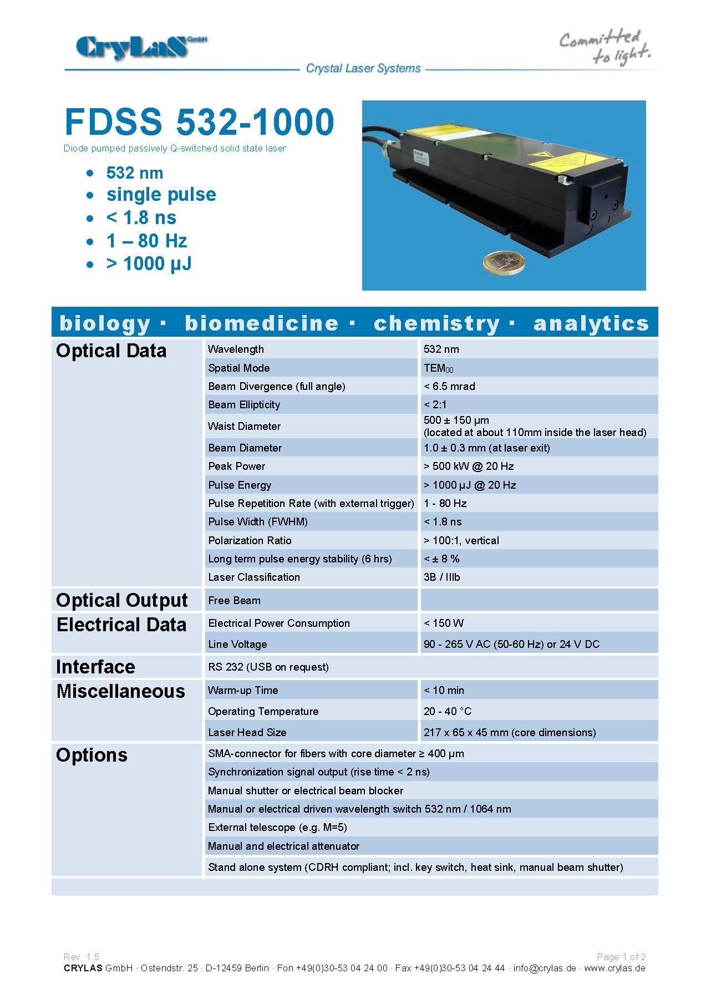 CryLaS GmbH
Committed
to light.
Crystal Laser Systems
FDSS 532-1000
Diode pumped passively Q-switched solid state laser
• 532 nm
• single pulse
• < 1.8 ns
• 1 – 80 Hz
• > 1000 µJ
biology · biomedicine · chemistry · analytics
Optical Data
Wavelength 532 nm
Spatial Mode TEM₀₀
Beam Divergence (full angle) < 6.5 mrad
Beam Ellipticity < 2:1
Waist Diameter 500 ± 150 µm
(located at about 110mm inside the laser head)
Beam Diameter 1.0 ± 0.3 mm (at laser exit)
Peak Power > 500 kW @ 20 Hz
Pulse Energy > 1000 µJ @ 20 Hz
Pulse Repetition Rate (with external trigger) 1 - 80 Hz
Pulse Width (FWHM) < 1.8 ns
Polarization Ratio > 100:1, vertical
Long term pulse energy stability (6 hrs) < ± 8 %
Laser Classification 3B / IIIb
Optical Output Free Beam
Electrical Data Electrical Power Consumption < 150 W
Line Voltage 90 - 265 V AC (50-60 Hz) or 24 V DC
Interface RS 232 (USB on request)
Miscellaneous Warm-up Time < 10 min
Operating Temperature 20 - 40 °C
Laser Head Size 217 x 65 x 45 mm (core dimensions)
Options SMA-connector for fibers with core diameter ≥ 400 µm
Synchronization signal output (rise time < 2 ns)
Manual shutter or electrical beam blocker
Manual or electrical driven wavelength switch 532 nm / 1064 nm
External telescope (e.g. M=5)
Manual and electrical attenuator
Stand alone system (CDRH compliant; incl. key switch, heat sink, manual beam shutter)
Rev. 1.5 Page 1 of 2
CRYLAS GmbH · Ostendstr. 25 · D-12459 Berlin · Fon +49(0)30-53 04 24 00 · Fax +49(0)30-53 04 24 44 · info@crylas.de · www.crylas.de